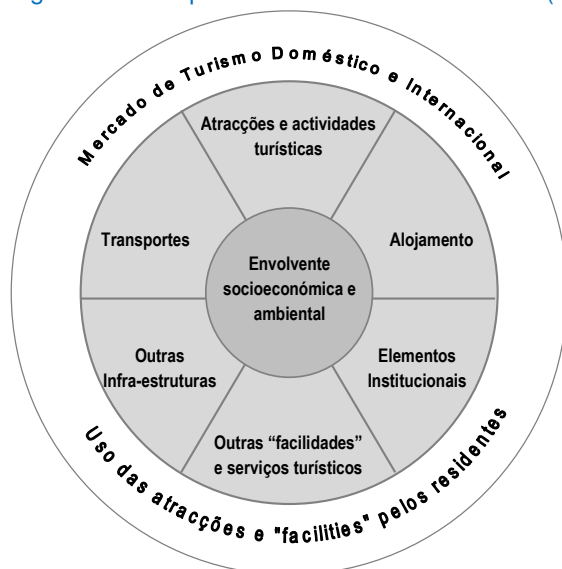 Mercado de Turismo Doméstico e Internacional
Atracções e actividades
turísticas
Transportes
Alojamento
Envolvente
socioeconómica e
ambiental
Outras
Infra-estruturas
Elementos
Institucionais
Outras “facilidades”
e serviços turísticos
Uso das atracções e "facilities" pelos residentes